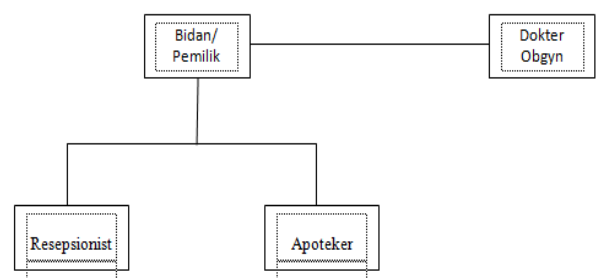 Bidan/
Pemilik
Dokter
Obgyn
Resepsionist
Apoteker